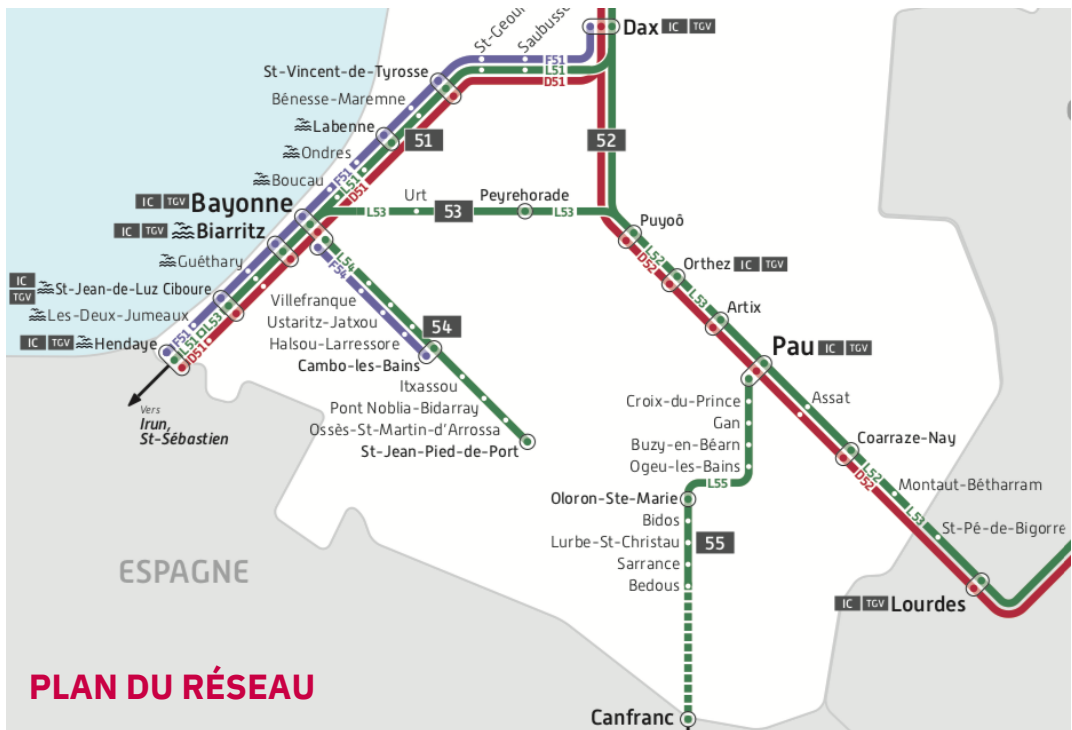 St-Geours
Saubusse
Dax IC TGV
F51
L51
D51
St-Vincent-de-Tyrosse
Bénesse-Maremne
Labenne
51
52
Ondres
Boucau
F51
L51
D51
IC TGV Bayonne
Urt
53
Peyrehorade
L53
L53
Puyoô
IC TGV Biarritz
L52
D52
Orthez IC TGV
Guéthary
L54
F54
L53
IC
TGV
St-Jean-de-Luz Ciboure
Villefranque
Artix
Les-Deux-Jumeaux
Ustaritz-Jatxou
54
F51
L51
L53
D51
IC TGV Hendaye
Halsou-Larressore
Pau IC TGV
Cambo-les-Bains
Itxassou
Croix-du-Prince
Assat
Vers
Irun,
St-Sébastien
Pont Noblia-Bidarray
Gan
Ossès-St-Martin-d'Arrossa
Buzy-en-Béarn
Coarraze-Nay
St-Jean-Pied-de-Port
Ogeu-les-Bains
L52
D52
L55
Montaut-Bétharram
Oloron-Ste-Marie
L53
Bidos
St-Pé-de-Bigorre
Lurbe-St-Christau
55
Sarrance
ESPAGNE
Bedous
IC TGV Lourdes
PLAN DU RÉSEAU
Canfranc